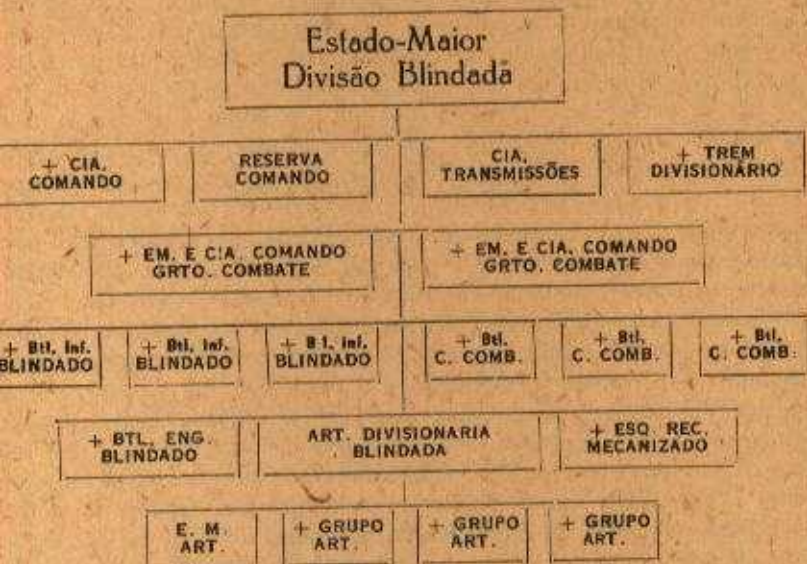 Estado-Maior
Divisão Blindada
+ CIA.
COMANDO
RESERVA
COMANDO
CIA.
TRANSMISSÕES
+ TREM
DIVISIONÁRIO
+ EM. E CIA. COMANDO
GRTO. COMBATE
+ EM. E CIA. COMANDO
GRTO. COMBATE
+ Btl. Inf.
BLINDADO
+ Btl. Inf.
BLINDADO
+ Btl. Inf.
BLINDADO
+ Btl.
C. COMB.
+ Btl.
C. COMB.
+ Btl.
C. COMB.
+ BTL. ENG.
BLINDADO
ART. DIVISIONARIA
BLINDADA
+ ESQ. REC.
MECANIZADO
E. M.
ART.
+ GRUPO
ART.
+ GRUPO
ART.
+ GRUPO
ART.